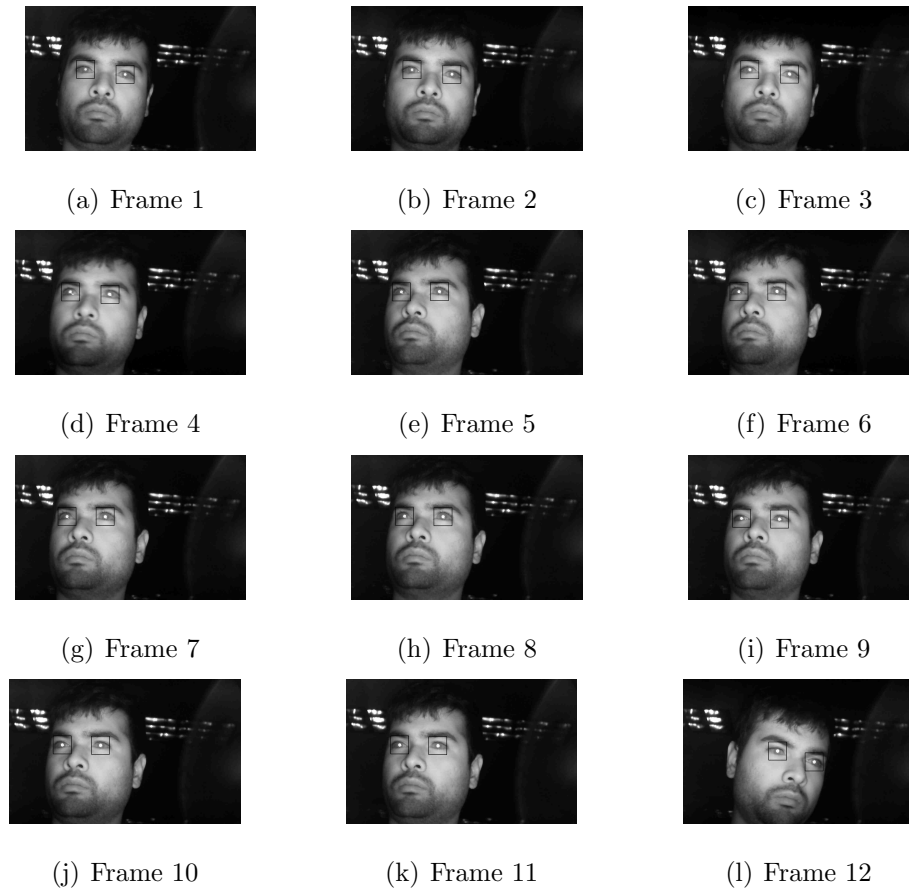 (a) Frame 1 (b) Frame 2 (c) Frame 3
(d) Frame 4 (e) Frame 5 (f) Frame 6
(g) Frame 7 (h) Frame 8 (i) Frame 9
(j) Frame 10 (k) Frame 11 (l) Frame 12